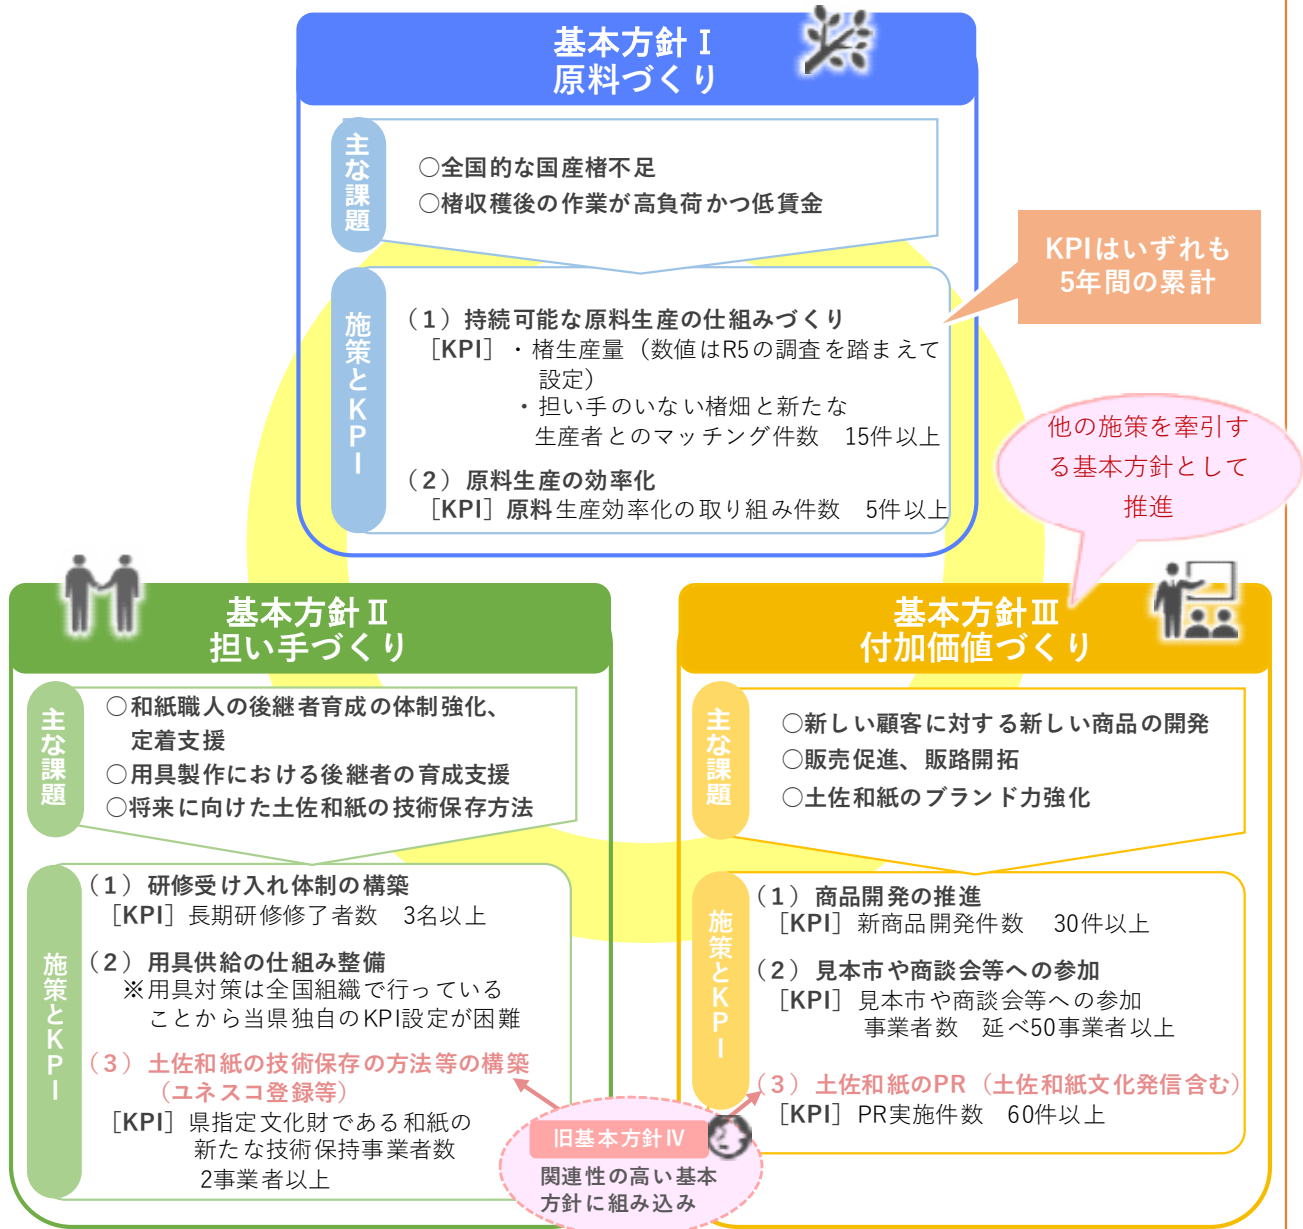 基本方針Ⅰ
原料づくり
主な課題
○全国的な国産楮不足
○楮収穫後の作業が高負荷かつ低賃金
KPIはいずれも
5年間の累計
施策とKPI
（１）持続可能な原料生産の仕組みづくり
［KPI］・楮生産量（数値はR5の調査を踏まえて
設定）
・担い手のいない楮畑と新たな
生産者とのマッチング件数　15件以上
（２）原料生産の効率化
［KPI］原料生産効率化の取り組み件数　5件以上
他の施策を牽引す
る基本方針として
推進
基本方針Ⅱ
担い手づくり
主な課題
○和紙職人の後継者育成の体制強化、
定着支援
○用具製作における後継者の育成支援
○将来に向けた土佐和紙の技術保存方法
施策とKPI
（１）研修受け入れ体制の構築
［KPI］長期研修修了者数　3名以上
（２）用具供給の仕組み整備
※用具対策は全国組織で行っている
ことから当県独自のKPI設定が困難
（３）土佐和紙の技術保存の方法等の構築
（ユネスコ登録等）
［KPI］県指定文化財である和紙の
新たな技術保持事業者数
2事業者以上
基本方針Ⅲ
付加価値づくり
主な課題
○新しい顧客に対する新しい商品の開発
○販売促進、販路開拓
○土佐和紙のブランド力強化
施策とKPI
（１）商品開発の推進
［KPI］新商品開発件数　30件以上
（２）見本市や商談会等への参加
［KPI］見本市や商談会等への参加
事業者数　延べ50事業者以上
（３）土佐和紙のPR（土佐和紙文化発信含む）
［KPI］PR実施件数　60件以上
旧基本方針Ⅳ
関連性の高い基本
方針に組み込み